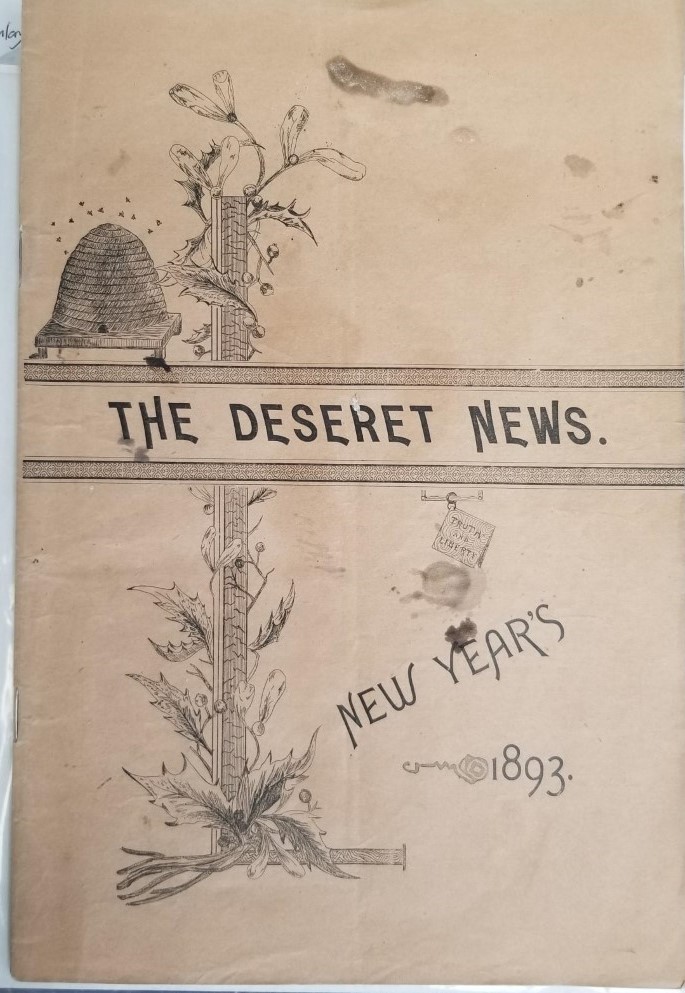 THE DESERET NEWS.
TRUTH
AND
LIBERTY
NEW YEAR'S
1893.